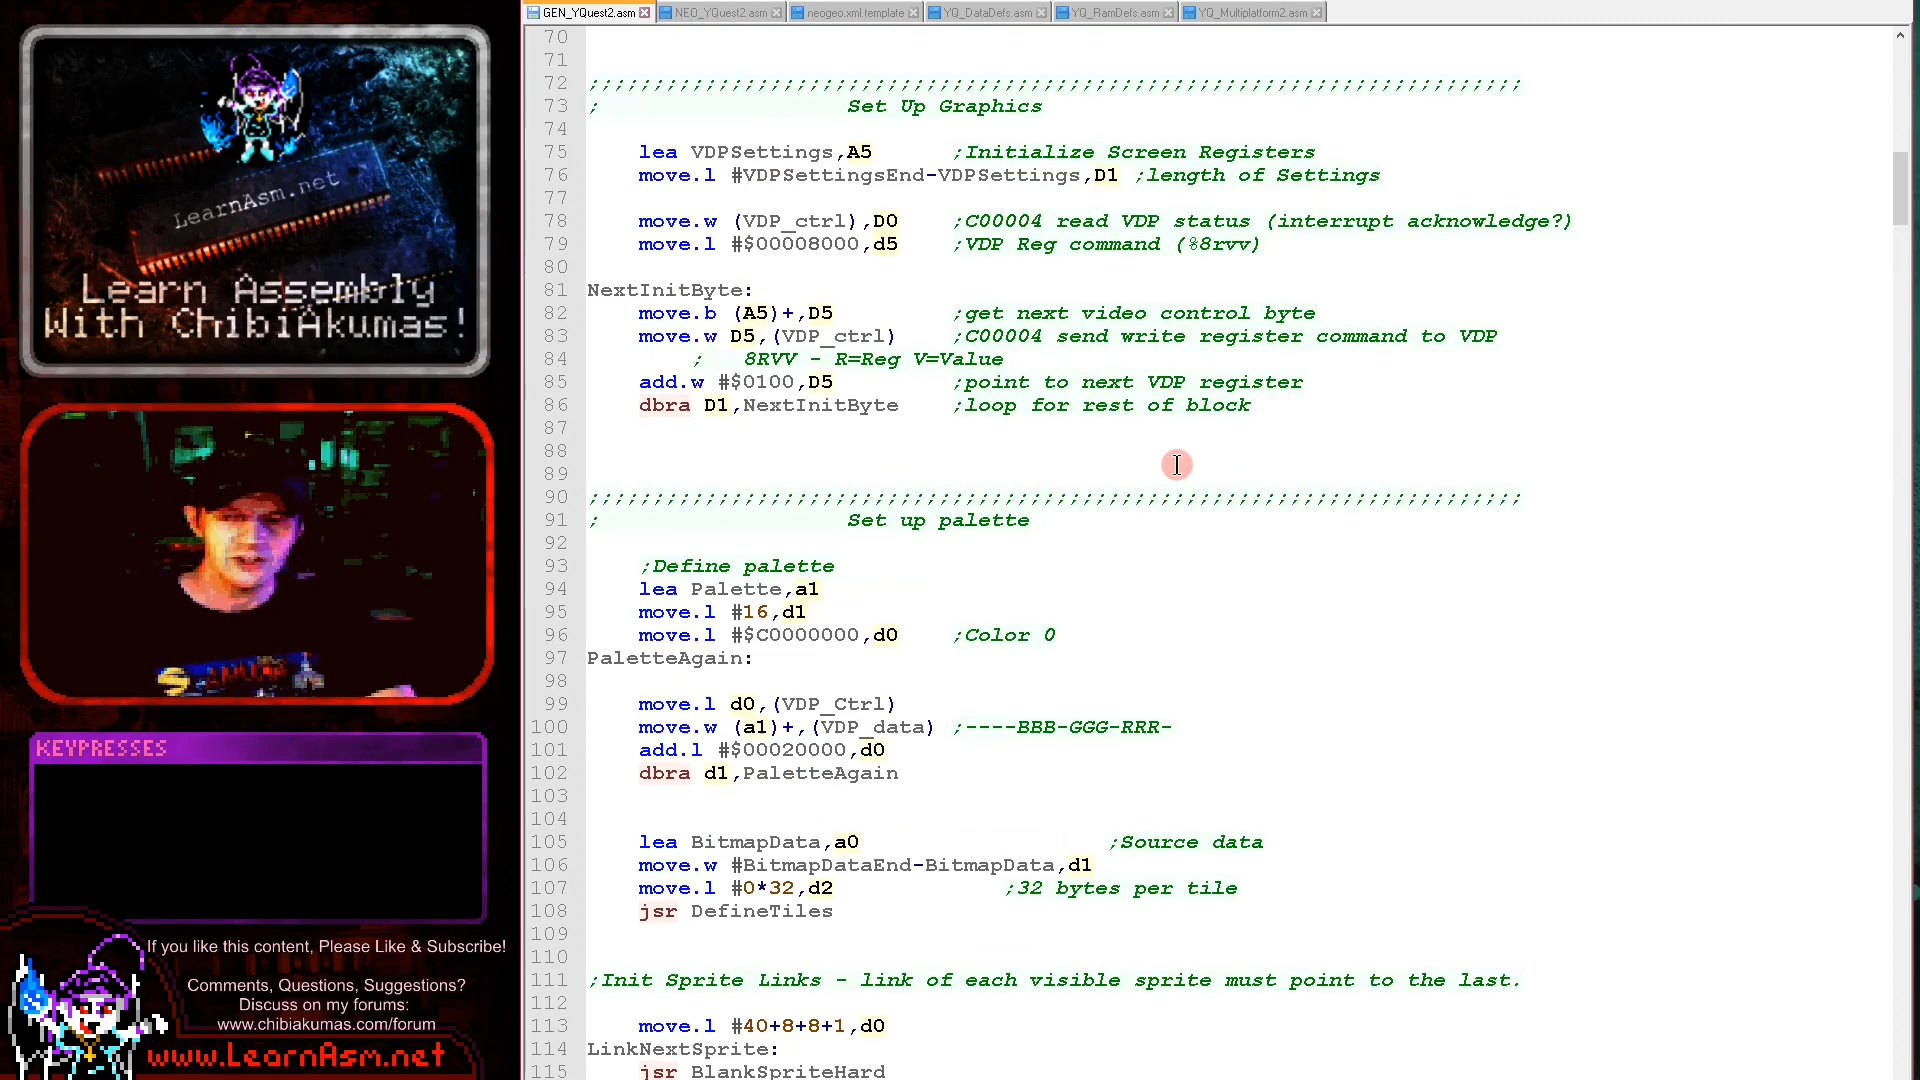 GEN_YQuest2.asm NEO_YQuest2.asm neogeo.xml.template YQ_DataDefs.asm YQ_RamDefs.asm YQ_Multiplatform2.asm
70
71
72 ;;;;;;;;;;;;;;;;;;;;;;;;;;;;;;;;;;;;;;;;;;;;;;;;;;;;;;;;;;;;;;;;;;;;;;;;
73 ; Set Up Graphics
74
75 lea VDPSettings,A5 ;Initialize Screen Registers
76 move.l #VDPSettingsEnd-VDPSettings,D1 ;length of Settings
77
78 move.w (VDP_ctrl),D0 ;C00004 read VDP status (interrupt acknowledge?)
79 move.l #$00008000,d5 ;VDP Reg command (%8rvv)
80
81 NextInitByte:
82 move.b (A5)+,D5 ;get next video control byte
83 move.w D5,(VDP_ctrl) ;C00004 send write register command to VDP
84 ; 8RVV - R=Reg V=Value
85 add.w #$0100,D5 ;point to next VDP register
86 dbra D1,NextInitByte ;loop for rest of block
87
88
89
90 ;;;;;;;;;;;;;;;;;;;;;;;;;;;;;;;;;;;;;;;;;;;;;;;;;;;;;;;;;;;;;;;;;;;;;;;;
91 ; Set up palette
92
93 ;Define palette
94 lea Palette,a1
95 move.l #16,d1
96 move.l #$C0000000,d0 ;Color 0
97 PaletteAgain:
98
99 move.l d0,(VDP_Ctrl)
100 move.w (a1)+,(VDP_data) ;----BBB-GGG-RRR-
101 add.l #$00020000,d0
102 dbra d1,PaletteAgain
103
104
105 lea BitmapData,a0 ;Source data
106 move.w #BitmapDataEnd-BitmapData,d1
107 move.l #0*32,d2 ;32 bytes per tile
108 jsr DefineTiles
109
110
111 ;Init Sprite Links - link of each visible sprite must point to the last.
112
113 move.l #40+8+8+1,d0
114 LinkNextSprite:
115 jsr BlankSpriteHard
LearnAsm.net
Learn Assembly
With ChibiAkumas!
KEYPRESSES
If you like this content, Please Like & Subscribe!
Comments, Questions, Suggestions?
Discuss on my forums:
www.chibiakumas.com/forum
www.LearnAsm.net